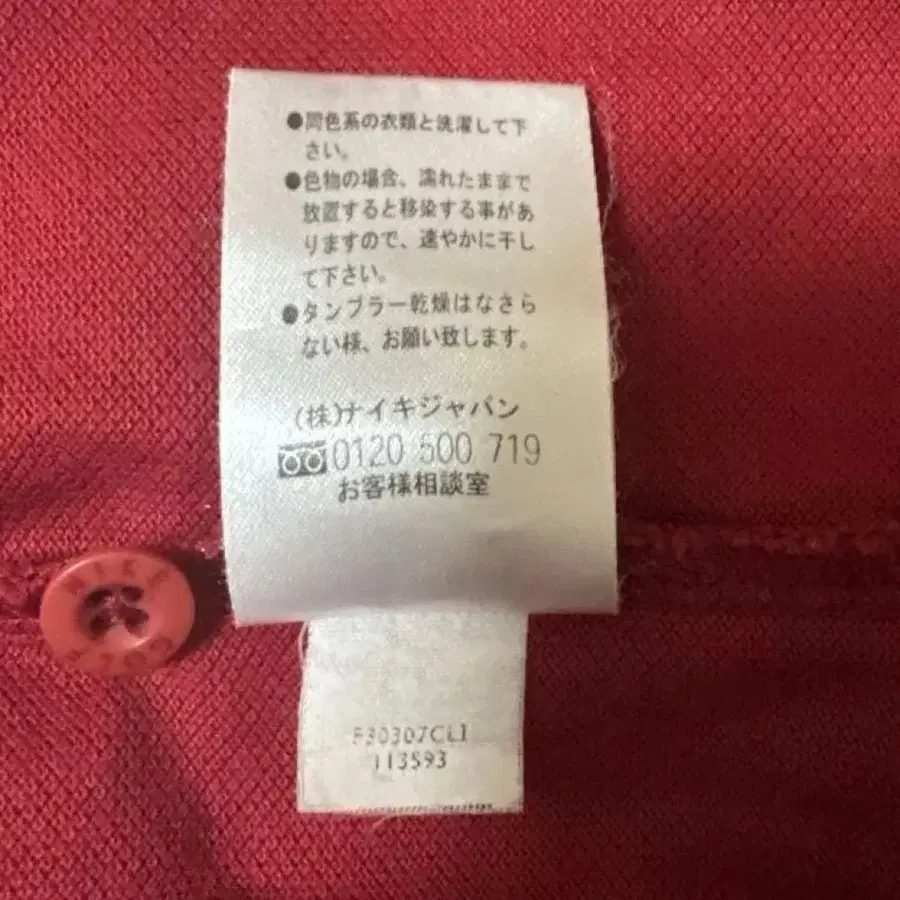 ●同色系の衣類と洗濯して下
さい。
●色物の場合、濡れたままで
放置すると移染する事があ
りますので、速やかに干し
て下さい。
●タンブラー乾燥はなさら
ない様、お願い致します。
(株)ナイキジャパン
0120 500 719
お客様相談室
NIKE
GOLF
F30307CLI
113593